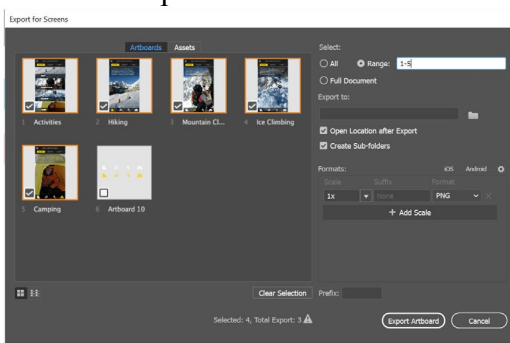 Export for Screens
Artboards Assets
1 Activities
2 Hiking
3 Mountain Cl...
4 Ice Climbing
5 Camping
6 Artboard 10
Clear Selection
Select:
All Range: 1-5
Full Document
Export to:
Open Location after Export
Create Sub-folders
Formats: iOS Android
Scale Suffix Format
1x None PNG
+ Add Scale
Prefix:
Selected: 4, Total Export: 3
Export Artboard Cancel